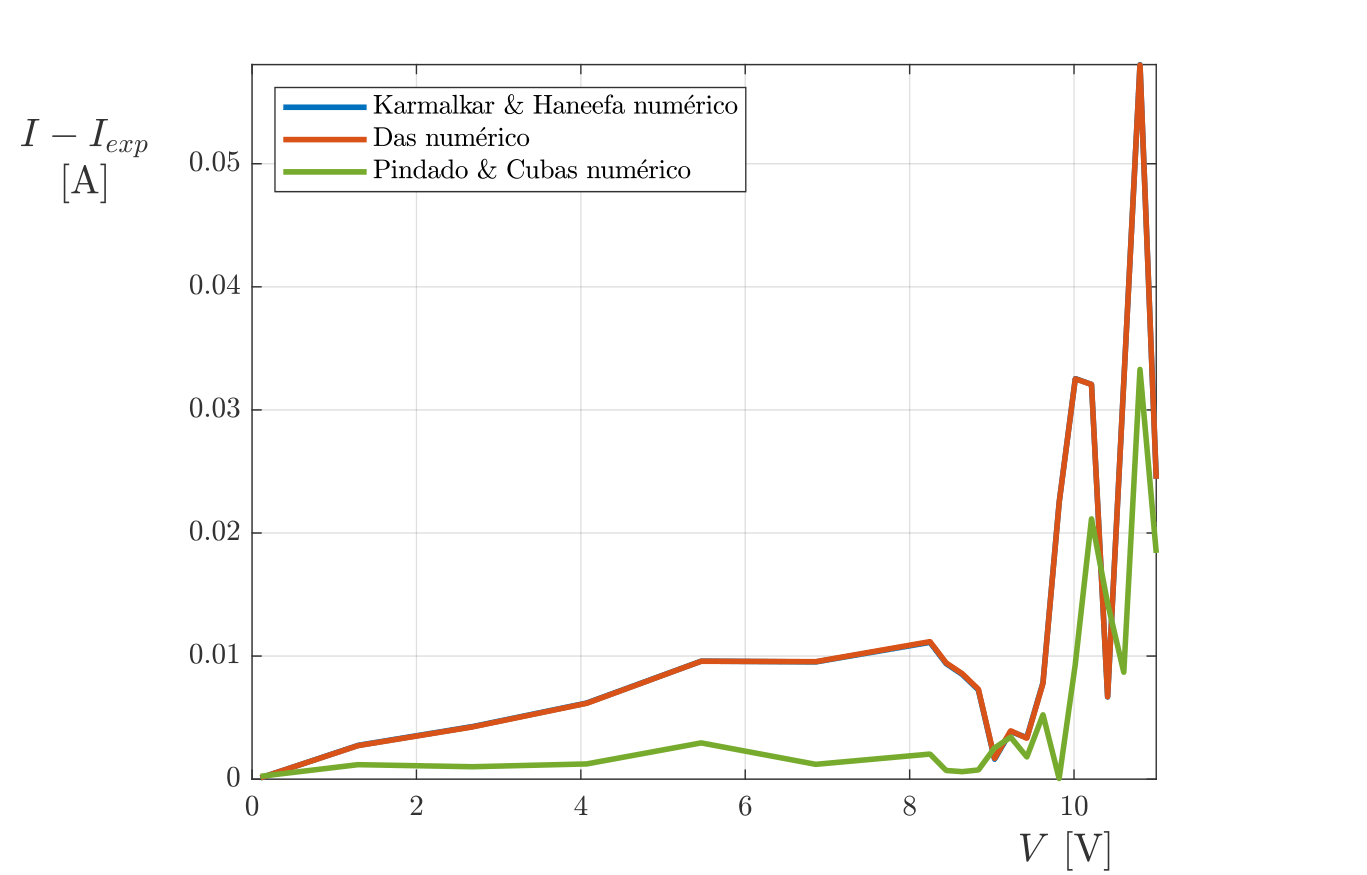 I − I_exp
[A]
Karmalkar & Haneefa numérico
Das numérico
Pindado & Cubas numérico
0.05
0.04
0.03
0.02
0.01
0
0 2 4 6 8 10
V [V]